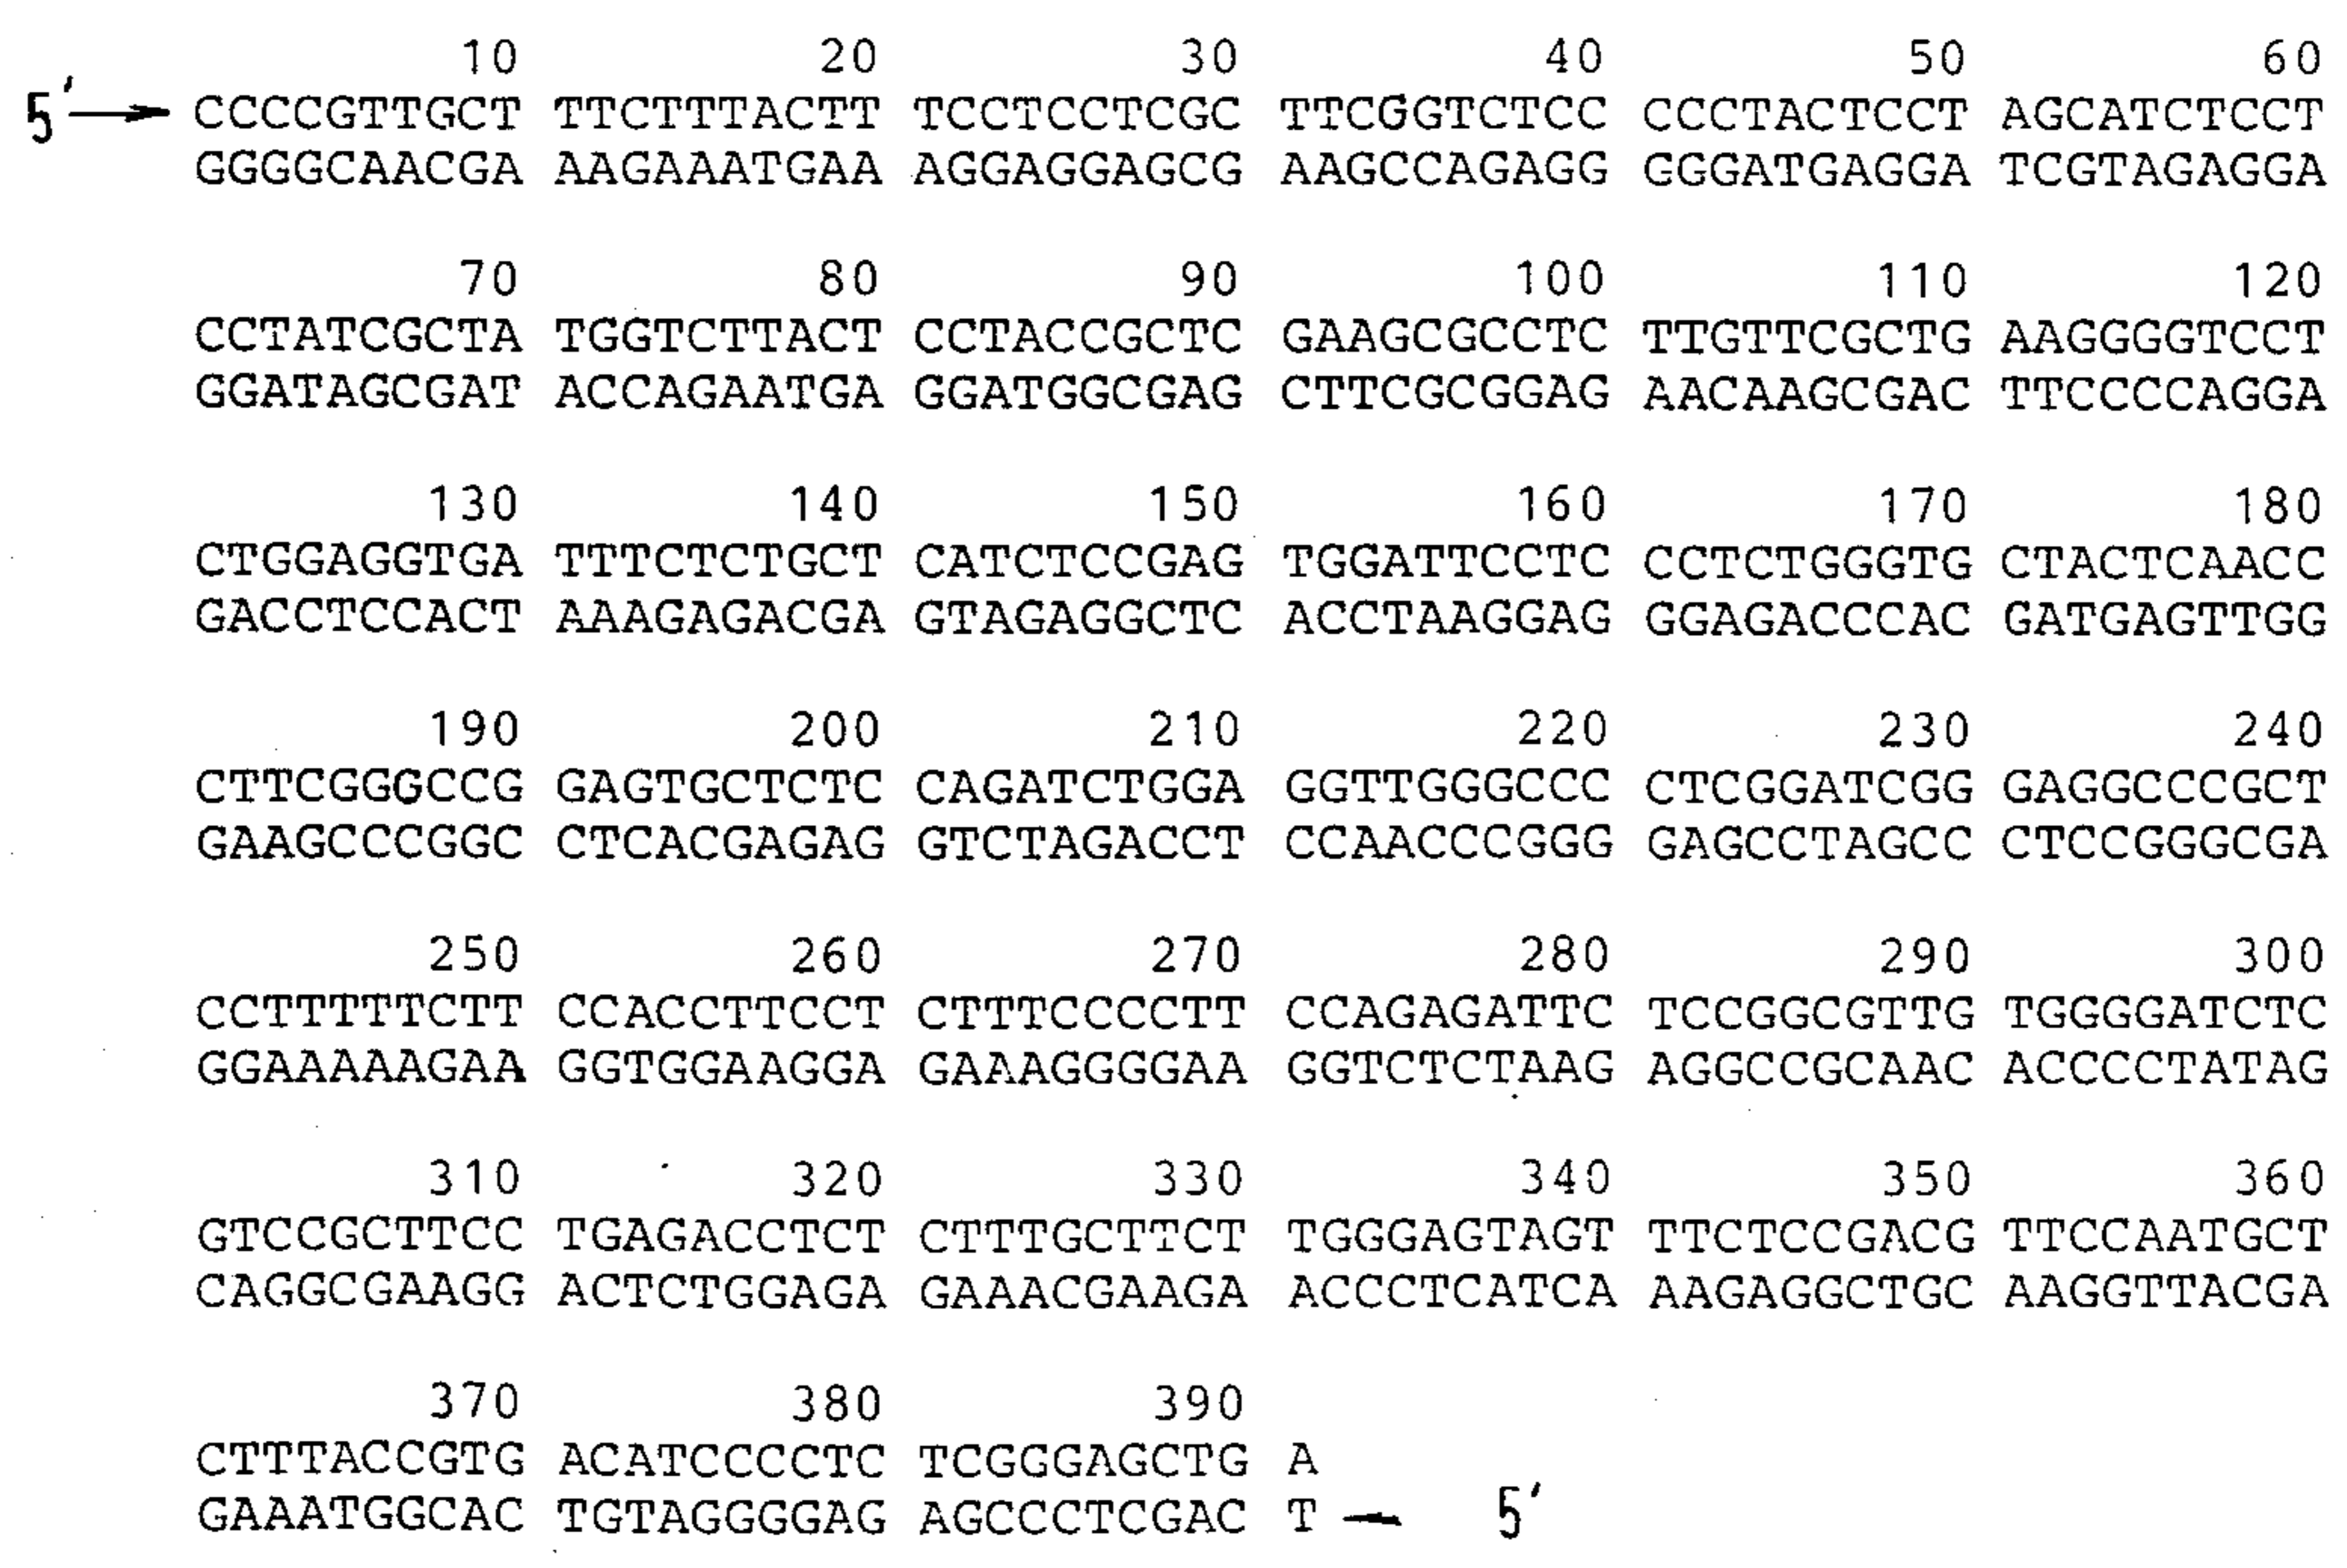 10 20 30 40 50 60
5' CCCCGTTGCT TTCTTTACTT TCCTCCTCGC TTCGGTCTCC CCCTACTCCT AGCATCTCCT
GGGGCAACGA AAGAAATGAA AGGAGGAGCG AAGCCAGAGG GGGATGAGGA TCGTAGAGGA
70 80 90 100 110 120
CCTATCGCTA TGGTCTTACT CCTACCGCTC GAAGCGCCTC TTGTTCGCTG AAGGGGTCCT
GGATAGCGAT ACCAGAATGA GGATGGCGAG CTTCGCGGAG AACAAGCGAC TTCCCCAGGA
130 140 150 160 170 180
CTGGAGGTGA TTTCTCTGCT CATCTCCGAG TGGATTCCTC CCTCTGGGTG CTACTCAACC
GACCTCCACT AAAGAGACGA GTAGAGGCTC ACCTAAGGAG GGAGACCCAC GATGAGTTGG
190 200 210 220 230 240
CTTCGGGCCG GAGTGCTCTC CAGATCTGGA GGTTGGGCCC CTCGGATCGG GAGGCCCGCT
GAAGCCCGGC CTCACGAGAG GTCTAGACCT CCAACCCGGG GAGCCTAGCC CTCCGGGCGA
250 260 270 280 290 300
CCTTTTTCTT CCACCTTCCT CTTTCCCCTT CCAGAGATTC TCCGGCGTTG TGGGGATCTC
GGAAAAAGAA GGTGGAAGGA GAAAGGGGAA GGTCTCTAAG AGGCCGCAAC ACCCCTATAG
310 320 330 340 350 360
GTCCGCTTCC TGAGACCTCT CTTTGCTTCT TGGGAGTAGT TTCTCCGACG TTCCAATGCT
CAGGCGAAGG ACTCTGGAGA GAAACGAAGA ACCCTCATCA AAGAGGCTGC AAGGTTACGA
370 380 390
CTTTACCGTG ACATCCCCTC TCGGGAGCTG A
GAAATGGCAC TGTAGGGGAG AGCCCTCGAC T 5'